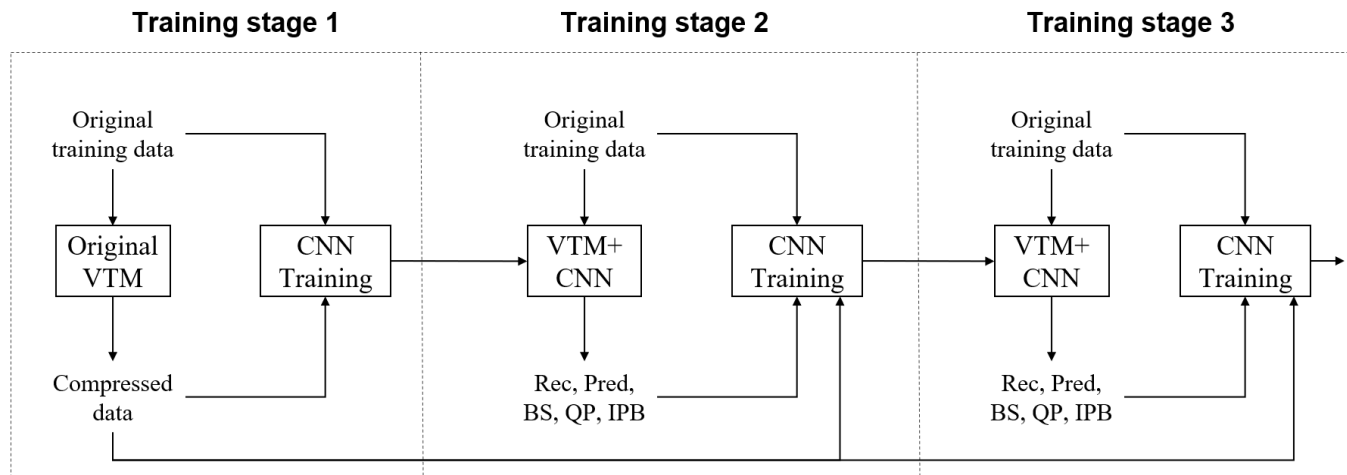 Training stage 1
Training stage 2
Training stage 3
Original
training data
Original
VTM
CNN
Training
Compressed
data
Original
training data
VTM+
CNN
CNN
Training
Rec, Pred,
BS, QP, IPB
Original
training data
VTM+
CNN
CNN
Training
Rec, Pred,
BS, QP, IPB